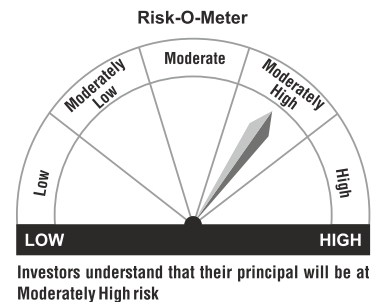 Risk-O-Meter
Low
Moderately
Low
Moderate
Moderately
High
High
LOW
HIGH
Investors understand that their principal will be at
Moderately High risk